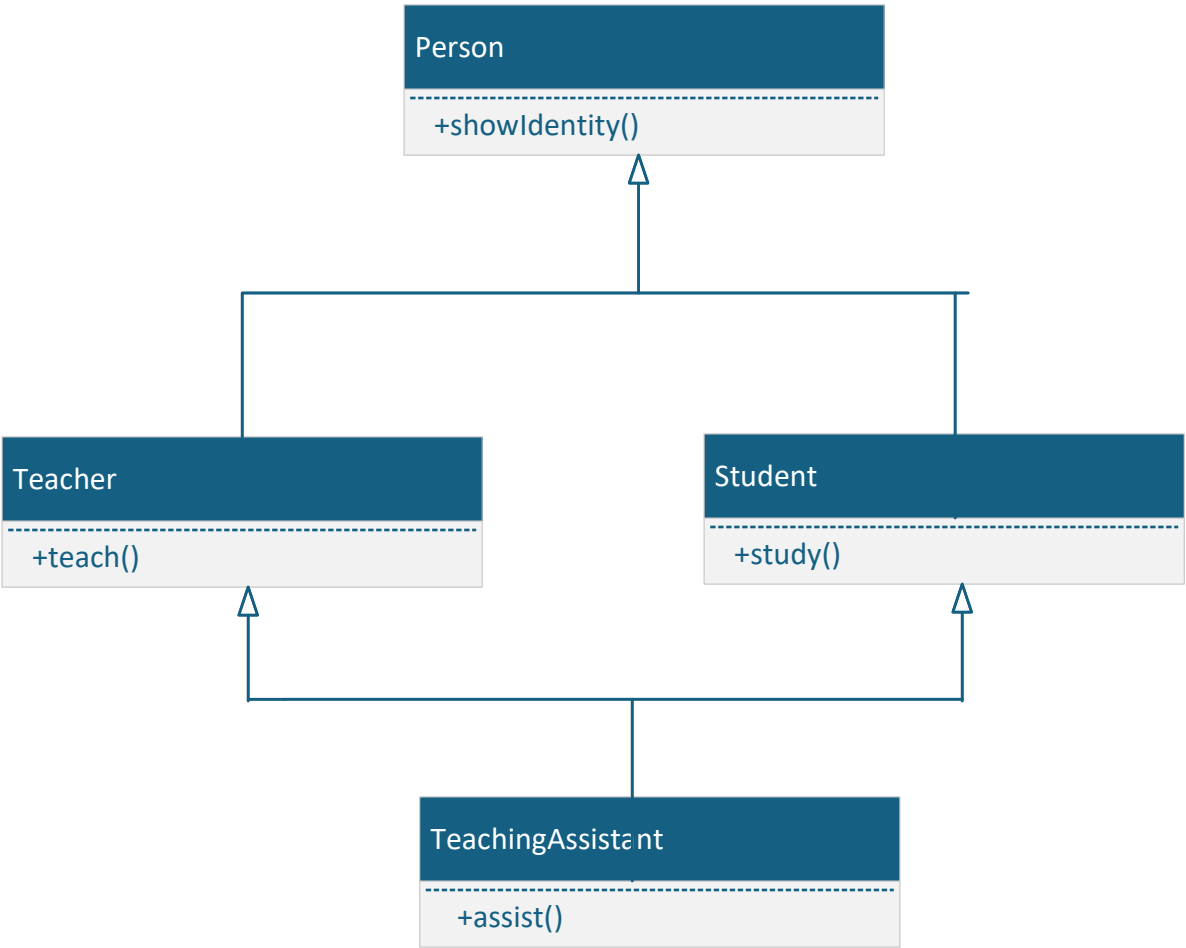 Person
+showIdentity()
Teacher
+teach()
Student
+study()
TeachingAssistant
+assist()